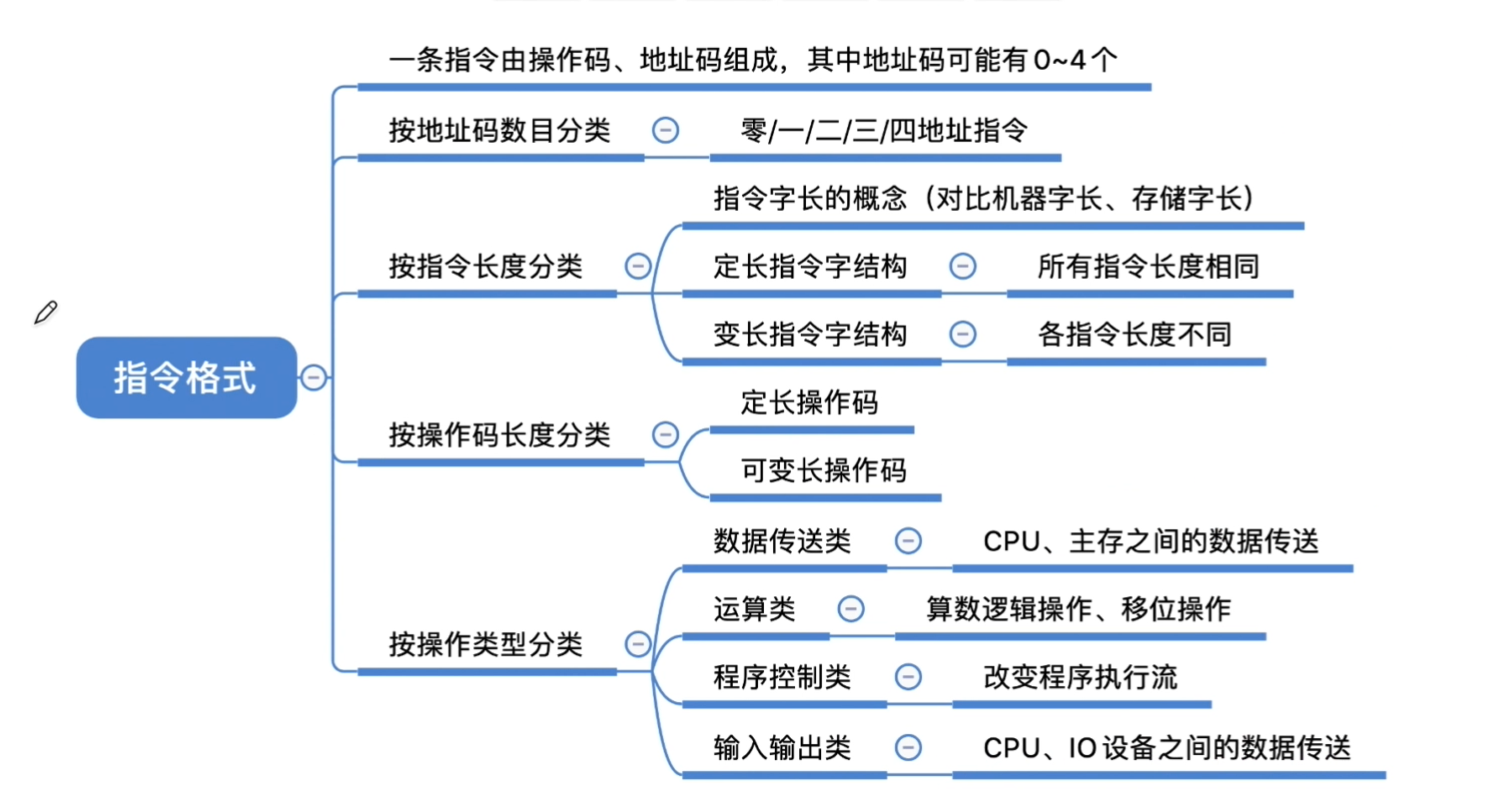 一条指令由操作码、地址码组成，其中地址码可能有0~4个
按地址码数目分类
零/一/二/三/四地址指令
指令字长的概念（对比机器字长、存储字长）
按指令长度分类
定长指令字结构
所有指令长度相同
变长指令字结构
各指令长度不同
指令格式
定长操作码
按操作码长度分类
可变长操作码
数据传送类
CPU、主存之间的数据传送
运算类
算数逻辑操作、移位操作
按操作类型分类
程序控制类
改变程序执行流
输入输出类
CPU、IO设备之间的数据传送